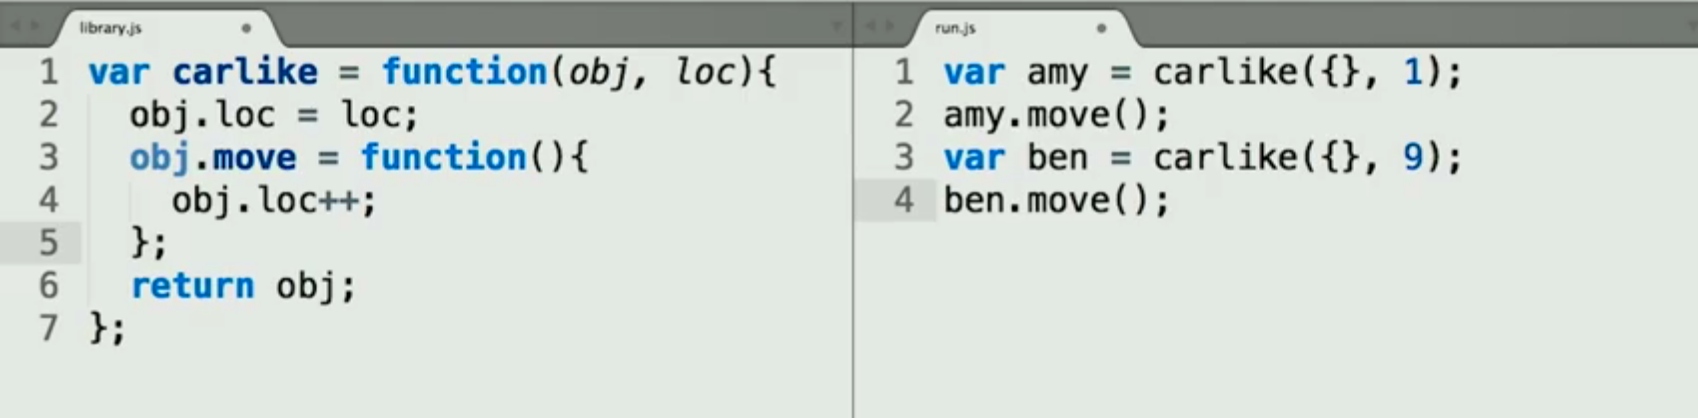 library.js
1 var carlike = function(obj, loc){
2 obj.loc = loc;
3 obj.move = function(){
4 obj.loc++;
5 };
6 return obj;
7 };
run.js
1 var amy = carlike({}, 1);
2 amy.move();
3 var ben = carlike({}, 9);
4 ben.move();